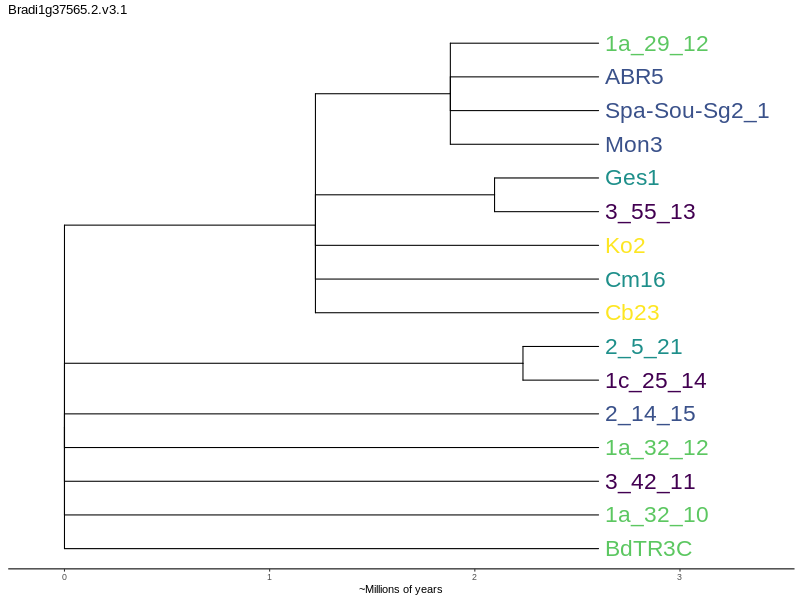 Bradi1g37565.2.v3.1
1a_29_12
ABR5
Spa-Sou-Sg2_1
Mon3
Ges1
3_55_13
Ko2
Cm16
Cb23
2_5_21
1c_25_14
2_14_15
1a_32_12
3_42_11
1a_32_10
BdTR3C
0 1 2 3
~Millions of years